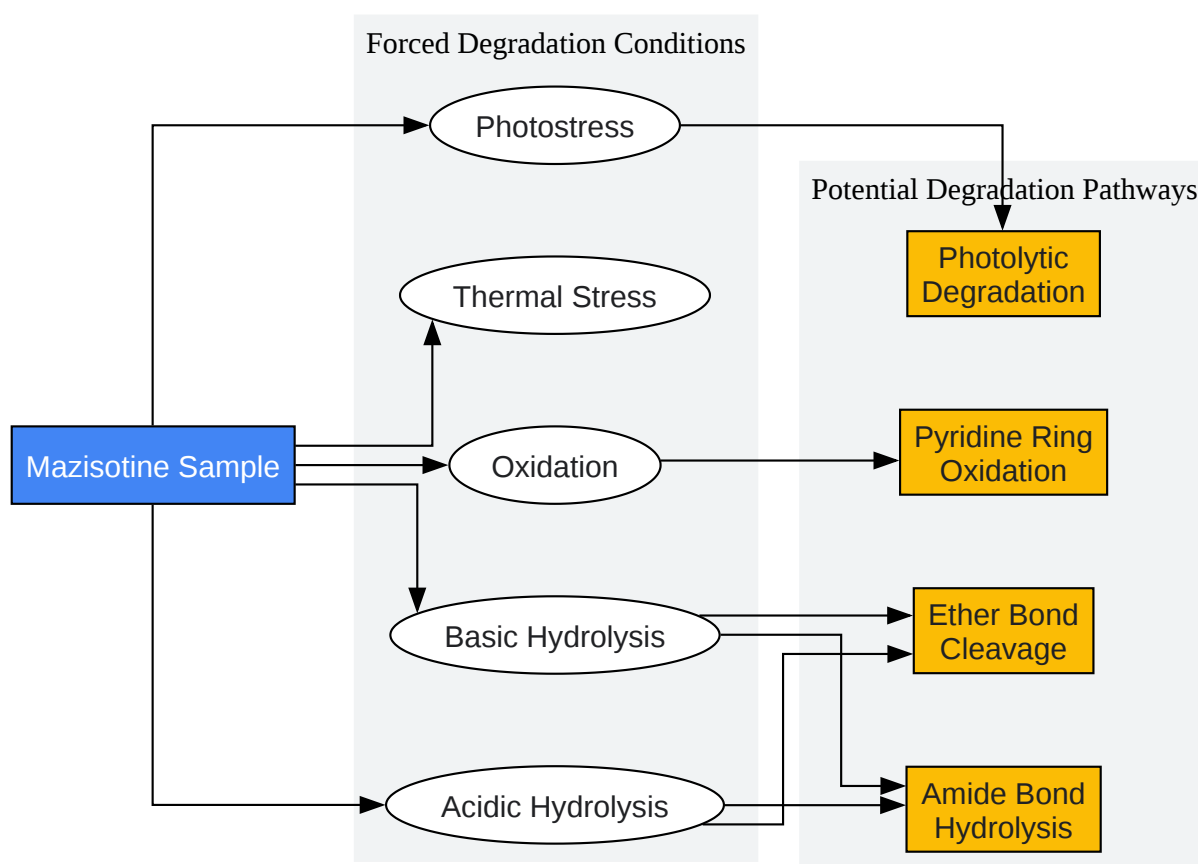 Forced Degradation Conditions
Photostress
Potential Degradation Pathways
Photolytic
Degradation
Thermal Stress
Mazisotine Sample
Oxidation
Pyridine Ring
Oxidation
Basic Hydrolysis
Ether Bond
Cleavage
Acidic Hydrolysis
Amide Bond
Hydrolysis